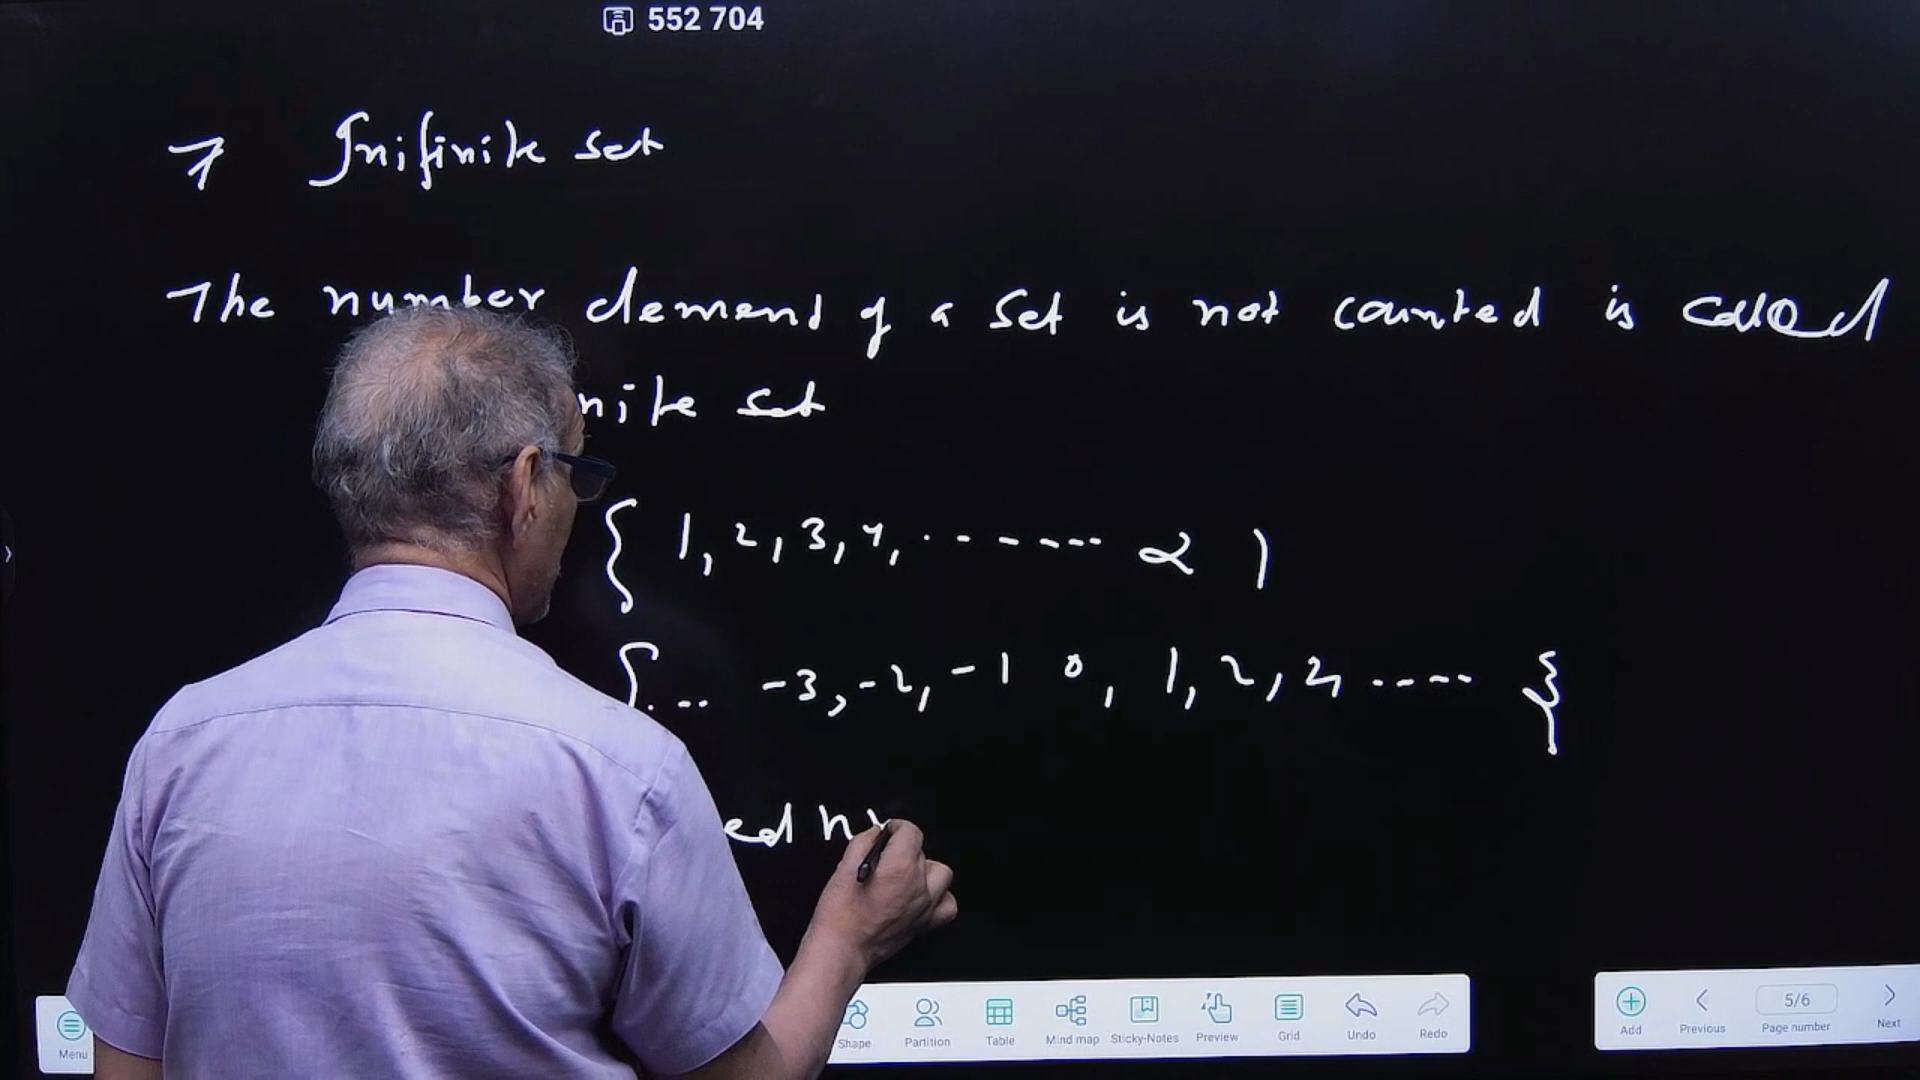 552 704
7 Inifinite set
The number element of a set is not counted is called
nite set
{ 1, 2, 3, 4, ....... ∝ )
{ ... -3, -2, -1 0, 1, 2, 3, ..... }
Menu Shape Partition Table Mind map Sticky-Notes Preview Grid Undo Redo Add Previous 5/6 Page number Next